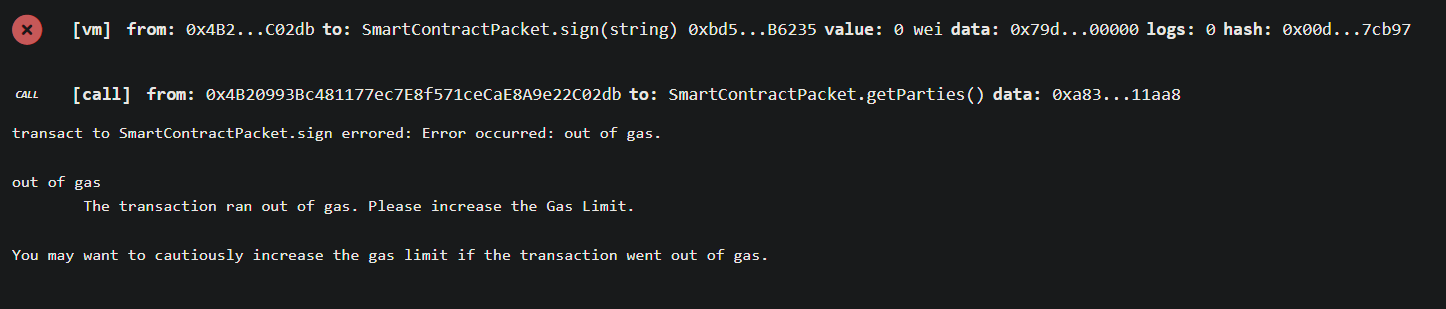 [vm] from: 0x4B2...C02db to: SmartContractPacket.sign(string) 0xbd5...B6235 value: 0 wei data: 0x79d...00000 logs: 0 hash: 0x00d...7cb97
CALL [call] from: 0x4B20993Bc481177ec7E8f571ceCaE8A9e22C02db to: SmartContractPacket.getParties() data: 0xa83...11aa8
transact to SmartContractPacket.sign errored: Error occurred: out of gas.
out of gas
The transaction ran out of gas. Please increase the Gas Limit.
You may want to cautiously increase the gas limit if the transaction went out of gas.